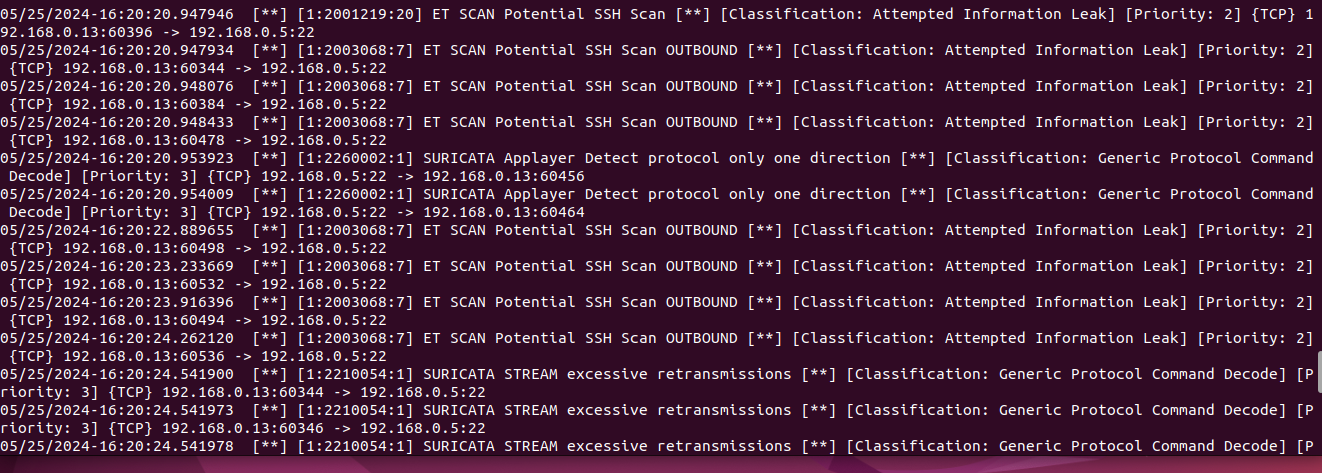 05/25/2024-16:20:20.947946  [**] [1:2001219:20] ET SCAN Potential SSH Scan [**] [Classification: Attempted Information Leak] [Priority: 2] {TCP} 1
92.168.0.13:60396 -> 192.168.0.5:22
05/25/2024-16:20:20.947934  [**] [1:2003068:7] ET SCAN Potential SSH Scan OUTBOUND [**] [Classification: Attempted Information Leak] [Priority: 2]
 {TCP} 192.168.0.13:60344 -> 192.168.0.5:22
05/25/2024-16:20:20.948076  [**] [1:2003068:7] ET SCAN Potential SSH Scan OUTBOUND [**] [Classification: Attempted Information Leak] [Priority: 2]
 {TCP} 192.168.0.13:60384 -> 192.168.0.5:22
05/25/2024-16:20:20.948433  [**] [1:2003068:7] ET SCAN Potential SSH Scan OUTBOUND [**] [Classification: Attempted Information Leak] [Priority: 2]
 {TCP} 192.168.0.13:60478 -> 192.168.0.5:22
05/25/2024-16:20:20.953923  [**] [1:2260002:1] SURICATA Applayer Detect protocol only one direction [**] [Classification: Generic Protocol Command
 Decode] [Priority: 3] {TCP} 192.168.0.5:22 -> 192.168.0.13:60456
05/25/2024-16:20:20.954009  [**] [1:2260002:1] SURICATA Applayer Detect protocol only one direction [**] [Classification: Generic Protocol Command
 Decode] [Priority: 3] {TCP} 192.168.0.5:22 -> 192.168.0.13:60464
05/25/2024-16:20:22.889655  [**] [1:2003068:7] ET SCAN Potential SSH Scan OUTBOUND [**] [Classification: Attempted Information Leak] [Priority: 2]
 {TCP} 192.168.0.13:60498 -> 192.168.0.5:22
05/25/2024-16:20:23.233669  [**] [1:2003068:7] ET SCAN Potential SSH Scan OUTBOUND [**] [Classification: Attempted Information Leak] [Priority: 2]
 {TCP} 192.168.0.13:60532 -> 192.168.0.5:22
05/25/2024-16:20:23.916396  [**] [1:2003068:7] ET SCAN Potential SSH Scan OUTBOUND [**] [Classification: Attempted Information Leak] [Priority: 2]
 {TCP} 192.168.0.13:60494 -> 192.168.0.5:22
05/25/2024-16:20:24.262120  [**] [1:2003068:7] ET SCAN Potential SSH Scan OUTBOUND [**] [Classification: Attempted Information Leak] [Priority: 2]
 {TCP} 192.168.0.13:60536 -> 192.168.0.5:22
05/25/2024-16:20:24.541900  [**] [1:2210054:1] SURICATA STREAM excessive retransmissions [**] [Classification: Generic Protocol Command Decode] [P
riority: 3] {TCP} 192.168.0.13:60344 -> 192.168.0.5:22
05/25/2024-16:20:24.541973  [**] [1:2210054:1] SURICATA STREAM excessive retransmissions [**] [Classification: Generic Protocol Command Decode] [P
riority: 3] {TCP} 192.168.0.13:60346 -> 192.168.0.5:22
05/25/2024-16:20:24.541978  [**] [1:2210054:1] SURICATA STREAM excessive retransmissions [**] [Classification: Generic Protocol Command Decode] [P